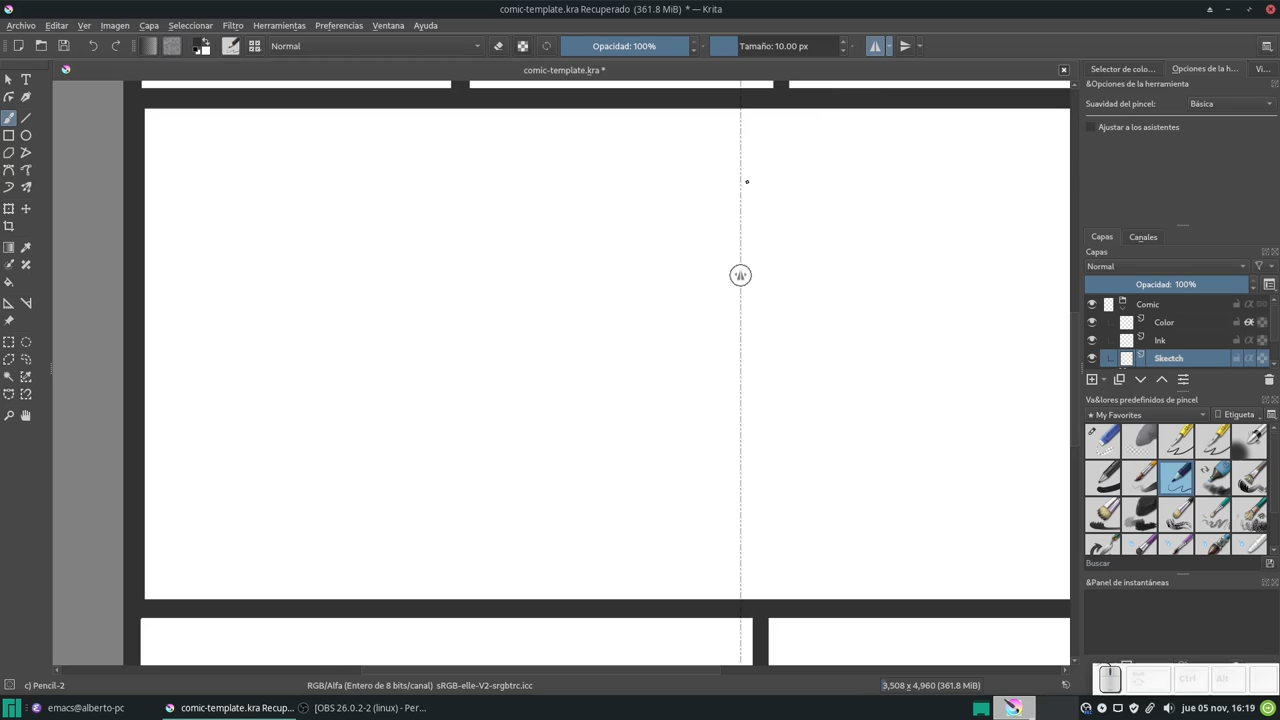 comic-template.kra Recuperado (361.8 MiB) * — Krita
Archivo Editar Ver Imagen Capa Seleccionar Filtro Herramientas Preferencias Ventana Ayuda
Normal Opacidad: 100% Tamaño: 10.00 px
comic-template.kra *
Selector de colo... Opciones de la h... Vi...
&Opciones de la herramienta
Suavidad del pincel: Básica
Ajustar a los asistentes
Capas Canales
Capas
Normal
Opacidad: 100%
Comic
Color
Ink
Skectch
Va&lores predefinidos de pincel
★ My Favorites Etiqueta
Buscar
&Panel de instantáneas
Ctrl Alt
c) Pencil-2 RGB/Alfa (Entero de 8 bits/canal) sRGB-elle-V2-srgbtrc.icc 3,508 x 4,960 (361.8 MiB)
emacs@alberto-pc comic-template.kra Recup... [OBS 26.0.2-2 (linux) - Per... jue 05 nov, 16:19